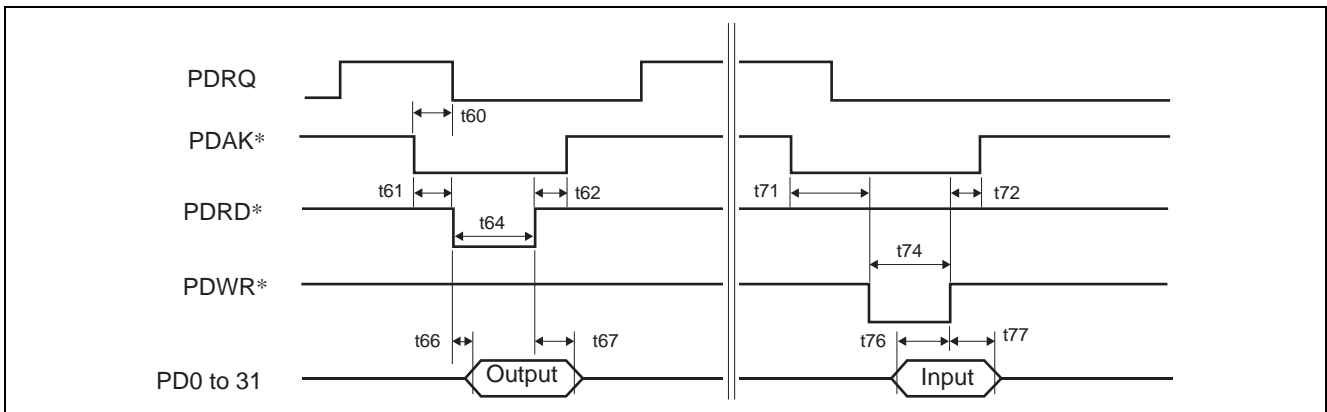 PDRQ
t60
PDAK*
t61
t62
t71
t72
PDRD*
t64
t74
PDWR*
t66
t67
t76
t77
PD0 to 31
Output
Input